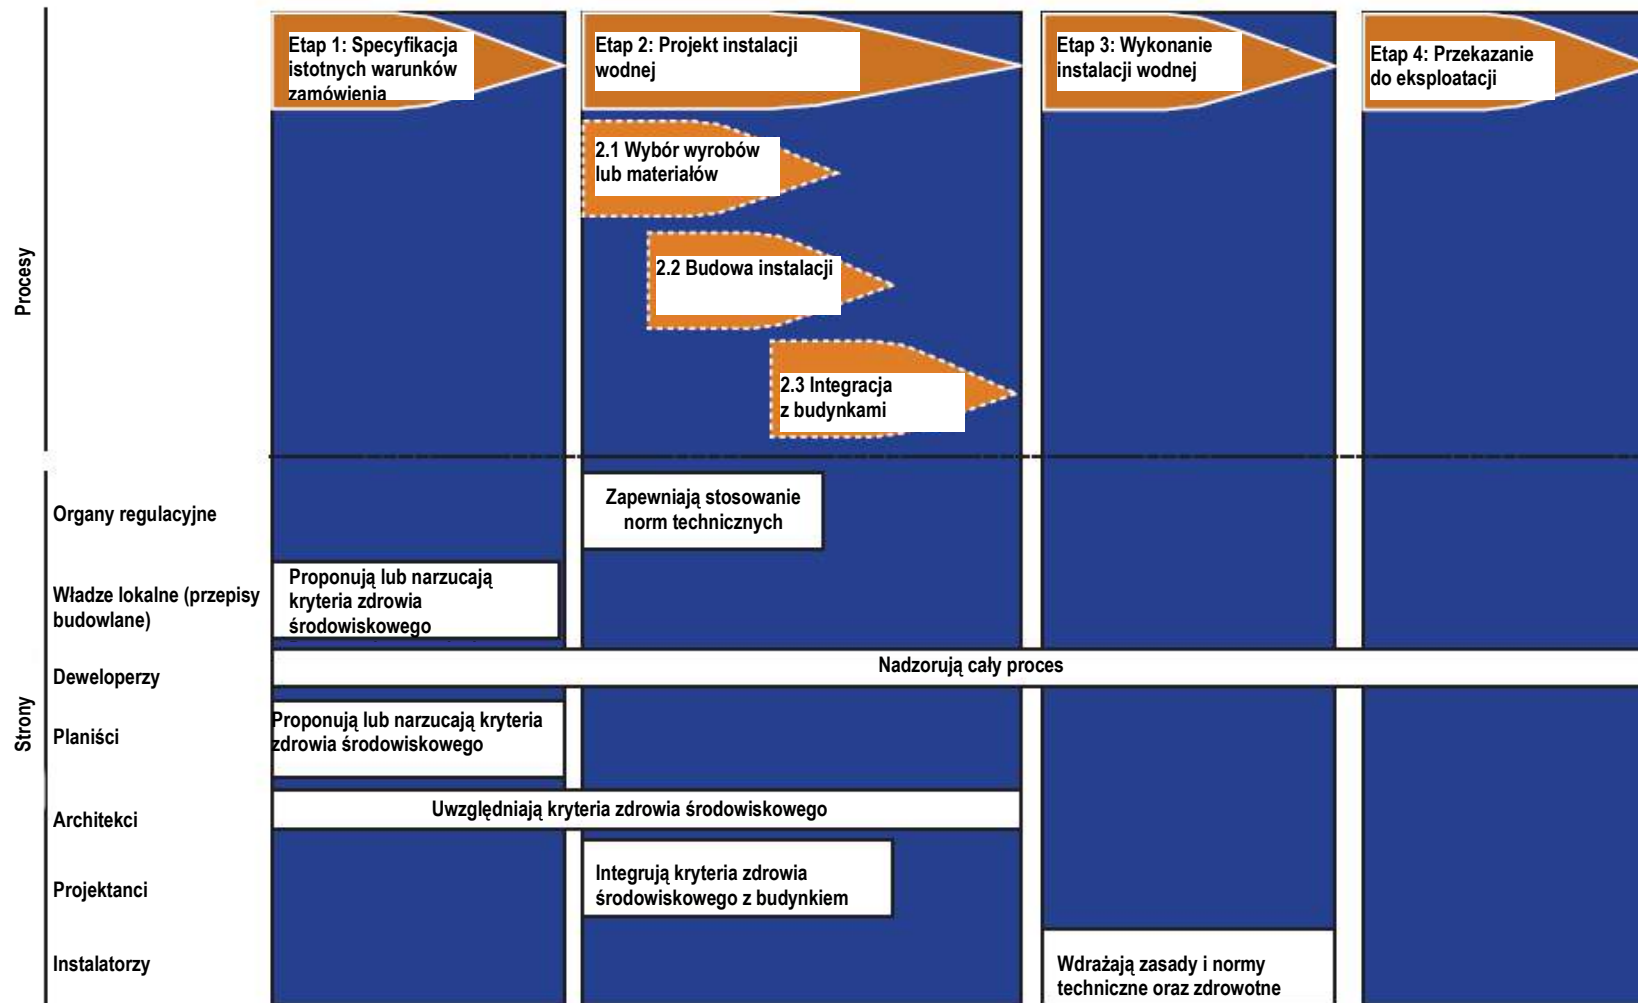 Etap 1: Specyfikacja
istotnych warunków
zamówienia
Etap 2: Projekt instalacji
wodnej
Etap 3: Wykonanie
instalacji wodnej
Etap 4: Przekazanie
do eksploatacji
2.1 Wybór wyrobów
lub materiałów
2.2 Budowa instalacji
2.3 Integracja
z budynkami
Procesy
Strony
Organy regulacyjne
Zapewniają stosowanie
norm technicznych
Władze lokalne (przepisy
budowlane)
Proponują lub narzucają
kryteria zdrowia
środowiskowego
Deweloperzy
Nadzorują cały proces
Planiści
Proponują lub narzucają kryteria
zdrowia środowiskowego
Architekci
Uwzględniają kryteria zdrowia środowiskowego
Projektanci
Integrują kryteria zdrowia
środowiskowego z budynkiem
Instalatorzy
Wdrażają zasady i normy
techniczne oraz zdrowotne